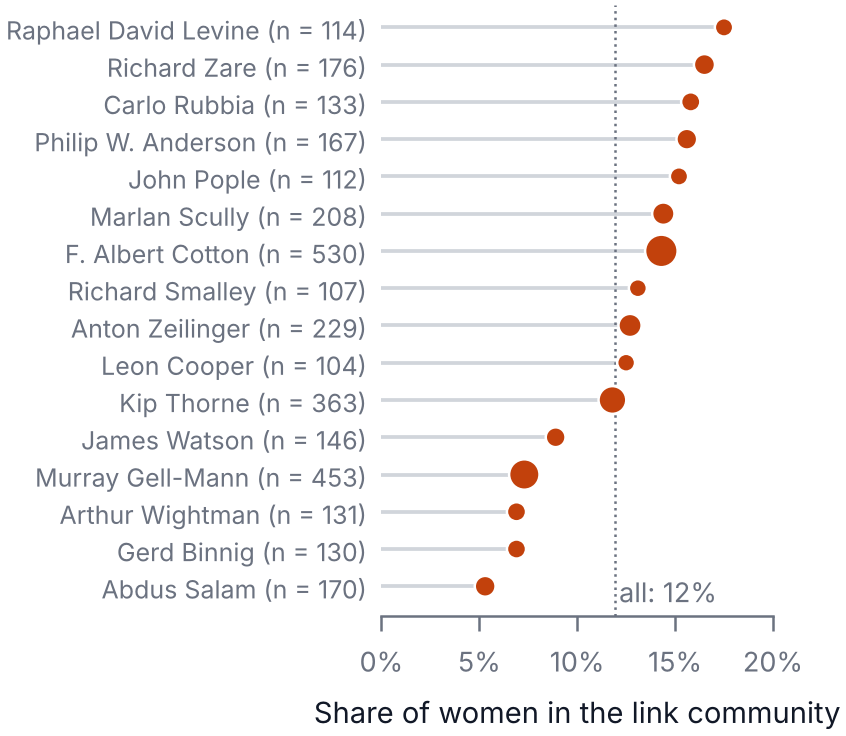 Raphael David Levine (n = 114)
Richard Zare (n = 176)
Carlo Rubbia (n = 133)
Philip W. Anderson (n = 167)
John Pople (n = 112)
Marlan Scully (n = 208)
F. Albert Cotton (n = 530)
Richard Smalley (n = 107)
Anton Zeilinger (n = 229)
Leon Cooper (n = 104)
Kip Thorne (n = 363)
James Watson (n = 146)
Murray Gell-Mann (n = 453)
Arthur Wightman (n = 131)
Gerd Binnig (n = 130)
Abdus Salam (n = 170)
all: 12%
0% 5% 10% 15% 20%
Share of women in the link community